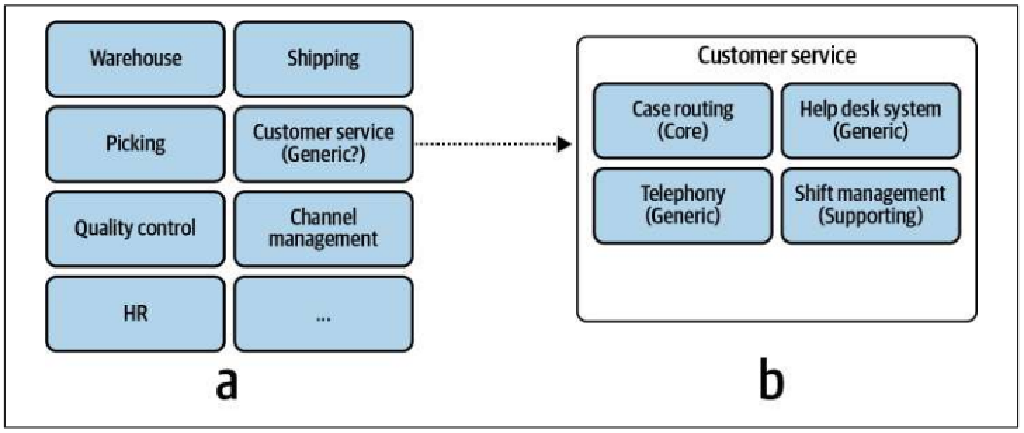 Warehouse
Shipping
Picking
Customer service
(Generic?)
Quality control
Channel
management
HR
...
a
Customer service
Case routing
(Core)
Help desk system
(Generic)
Telephony
(Generic)
Shift management
(Supporting)
b